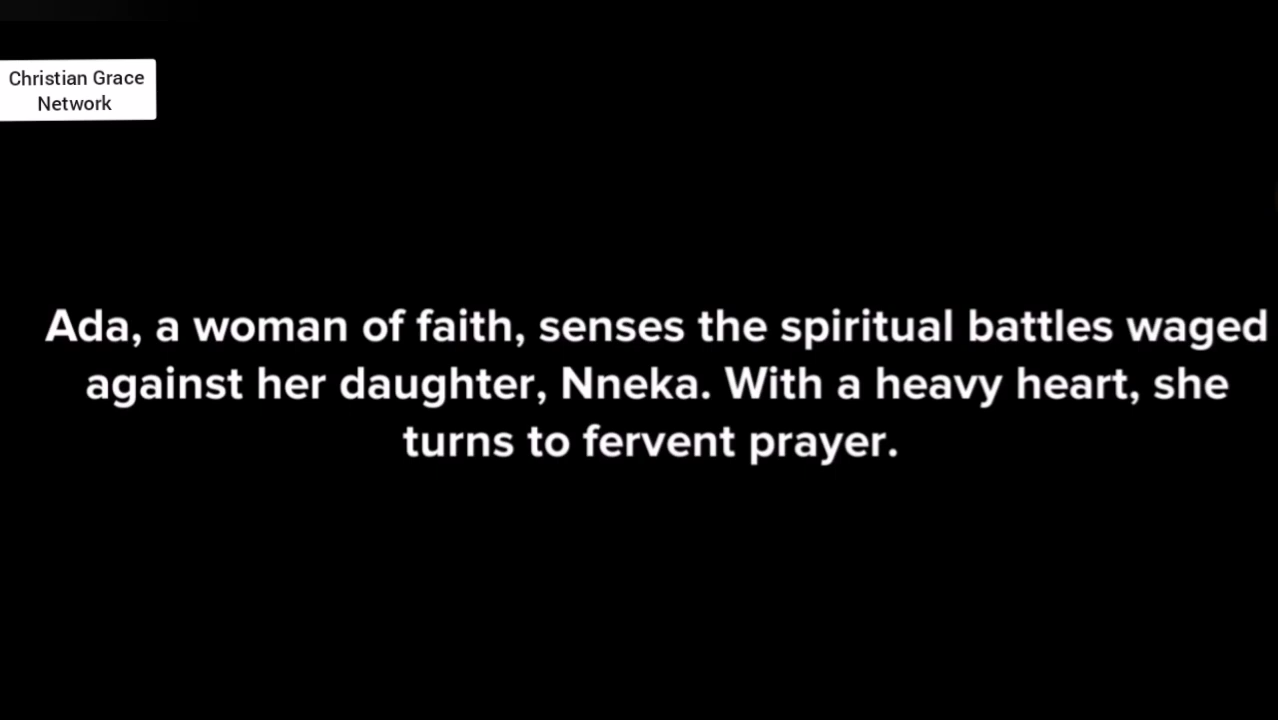 Christian Grace
Network
Ada, a woman of faith, senses the spiritual battles waged
against her daughter, Nneka. With a heavy heart, she
turns to fervent prayer.